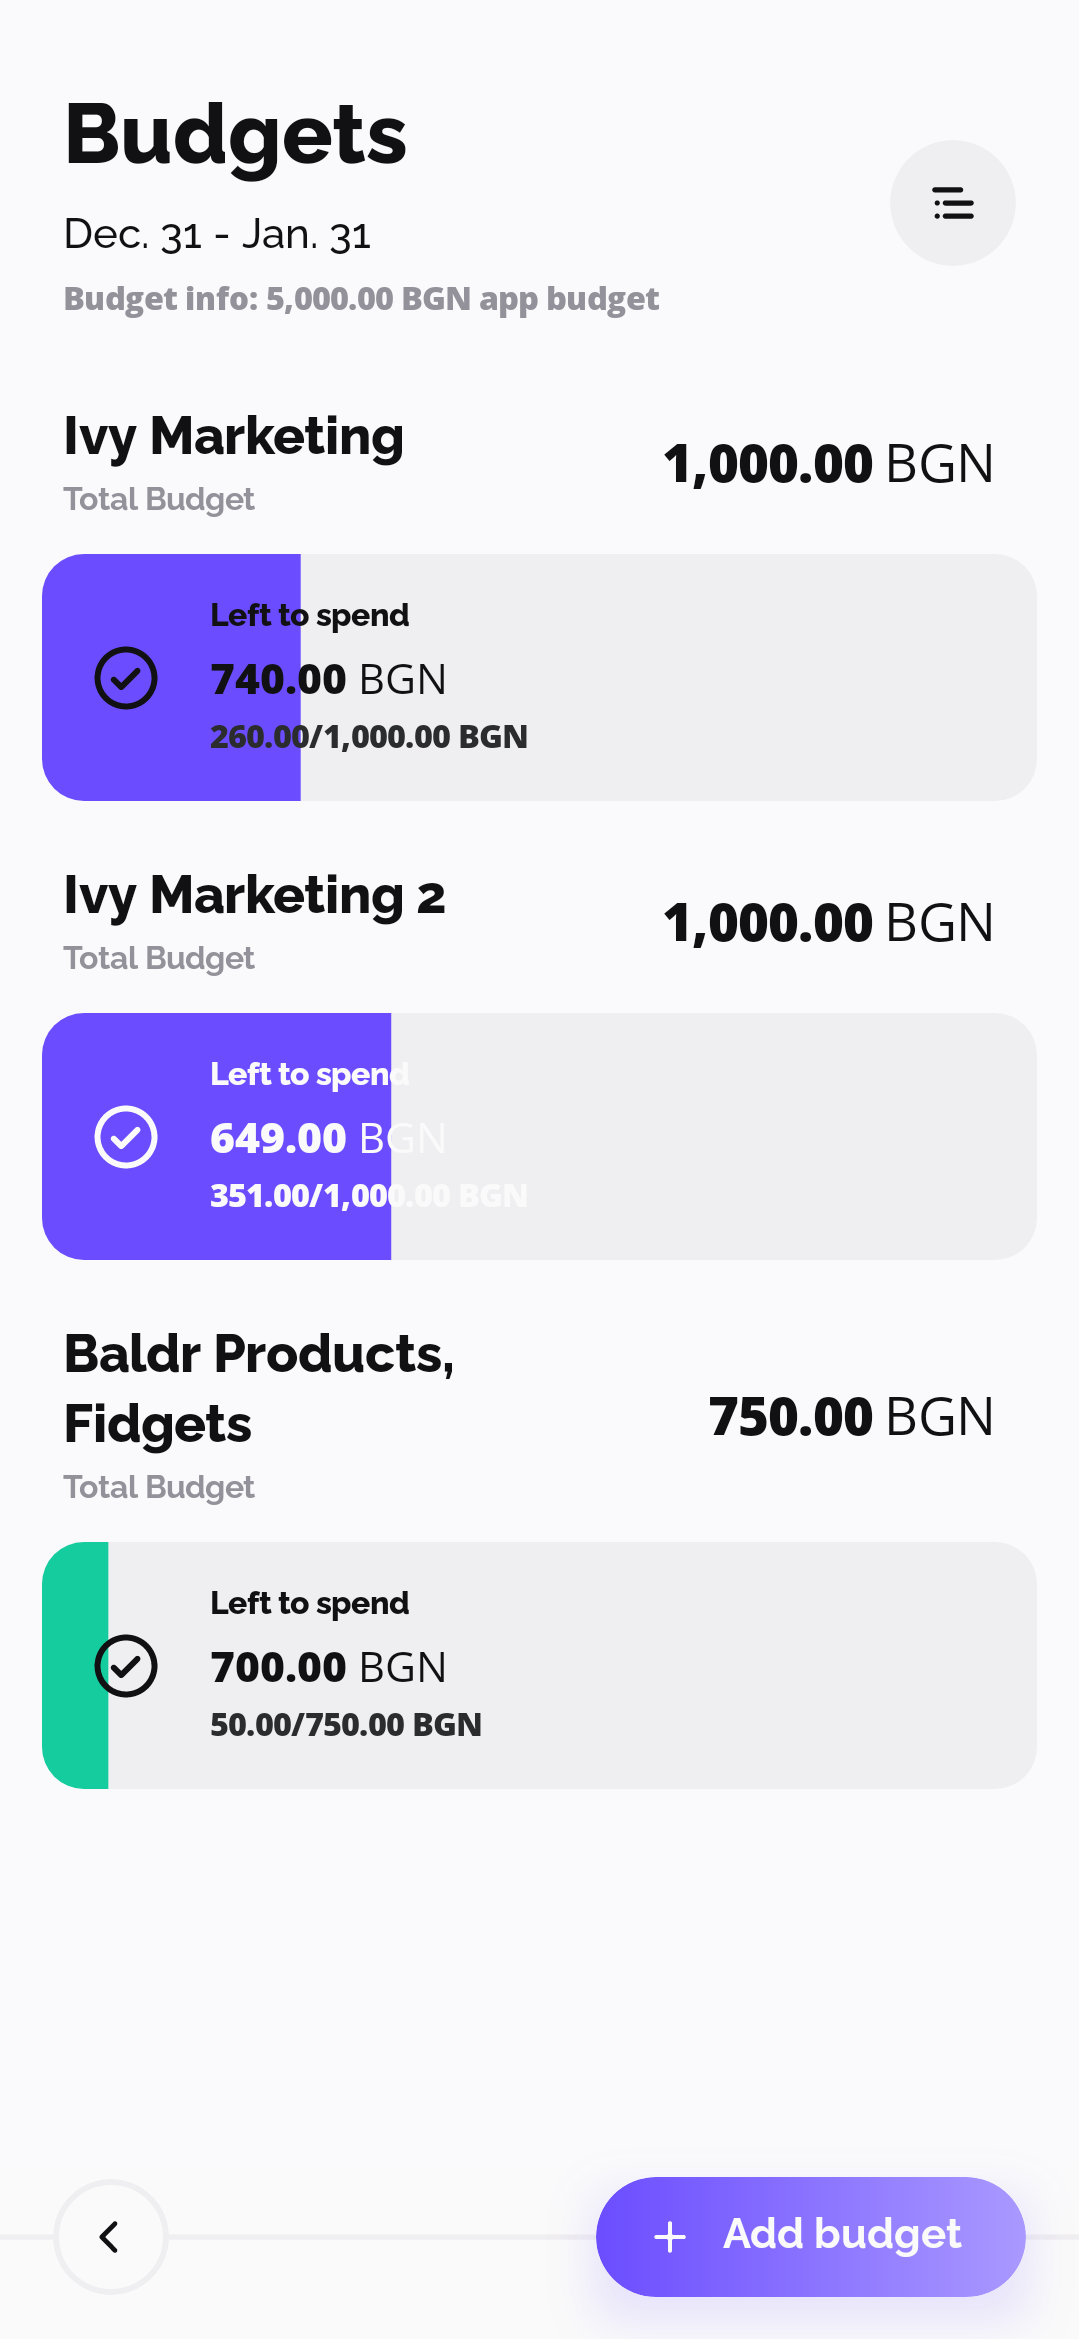 Budgets
Dec. 31 - Jan. 31
Budget info: 5,000.00 BGN app budget
Ivy Marketing
Total Budget
1,000.00 BGN
Left to spend
740.00 BGN
260.00/1,000.00 BGN
Ivy Marketing 2
Total Budget
1,000.00 BGN
Left to spend
649.00 BGN
351.00/1,000.00 BGN
Baldr Products,
Fidgets
Total Budget
750.00 BGN
Left to spend
700.00 BGN
50.00/750.00 BGN
Add budget